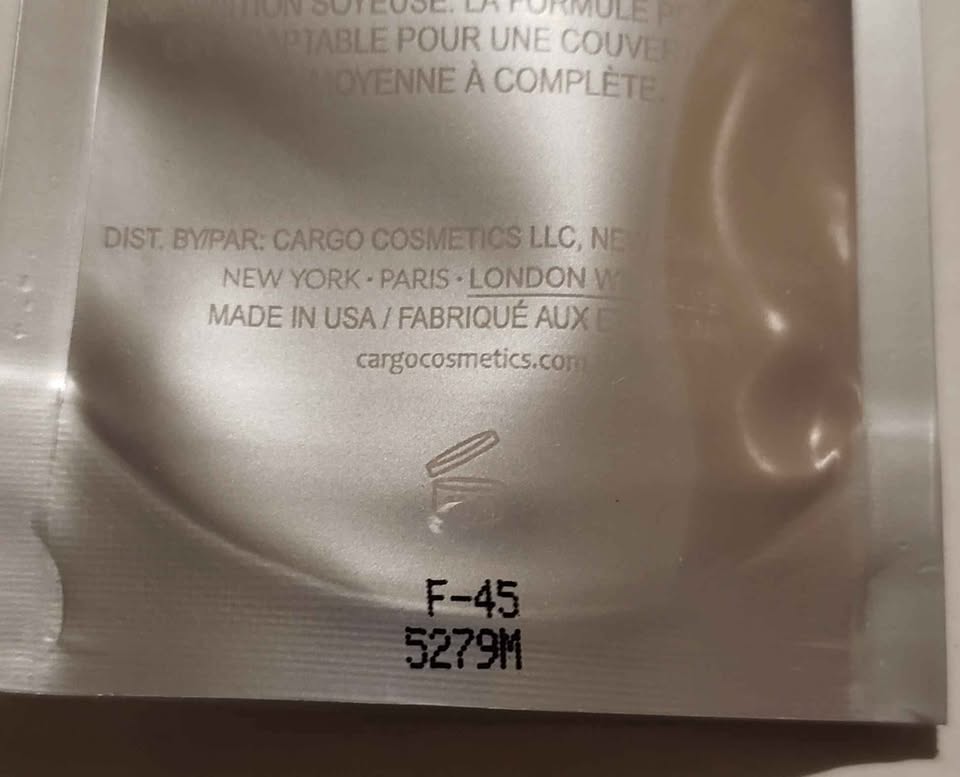 SOYEUSE. LA FORMULE
POUR UNE
À COMPLÈTE.
DIST. BY/PAR: CARGO COSMETICS LLC,
NEW YORK · PARIS · LONDON
MADE IN USA / FABRIQUÉ AUX
cargocosmetics.com
F-45
5279M